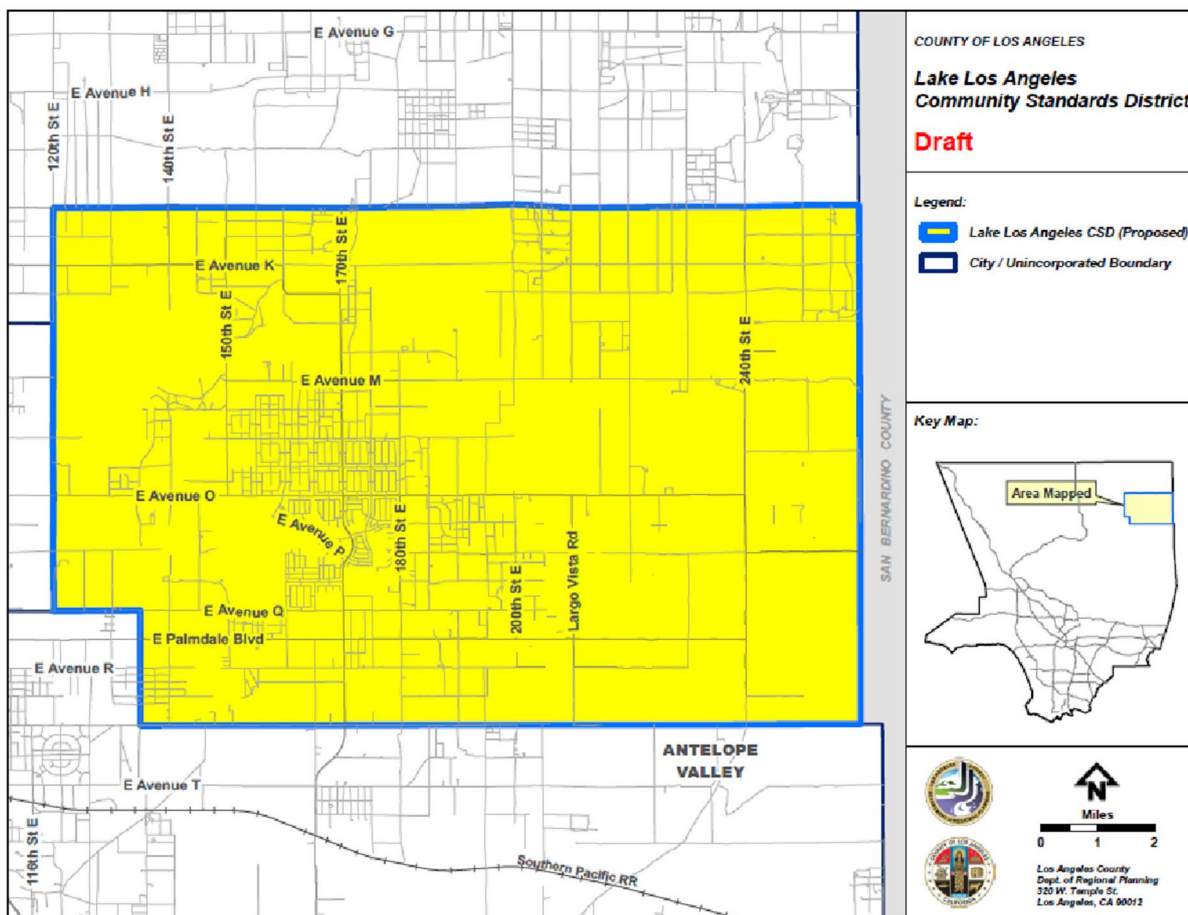 E Avenue G
E Avenue H
120th St E
140th St E
170th St E
E Avenue K
150th St E
E Avenue M
240th St E
E Avenue O
E Avenue P
180th St E
200th St E
Largo Vista Rd
E Avenue Q
E Palmdale Blvd
E Avenue R
ANTELOPE
VALLEY
E Avenue T
116th St E
Southern Pacific RR
SAN BERNARDINO COUNTY
COUNTY OF LOS ANGELES
Lake Los Angeles
Community Standards District
Draft
Legend:
Lake Los Angeles CSD (Proposed)
City / Unincorporated Boundary
Key Map:
Area Mapped
N
Miles
0 1 2
Los Angeles County
Dept. of Regional Planning
320 W. Temple St.
Los Angeles, CA 90012